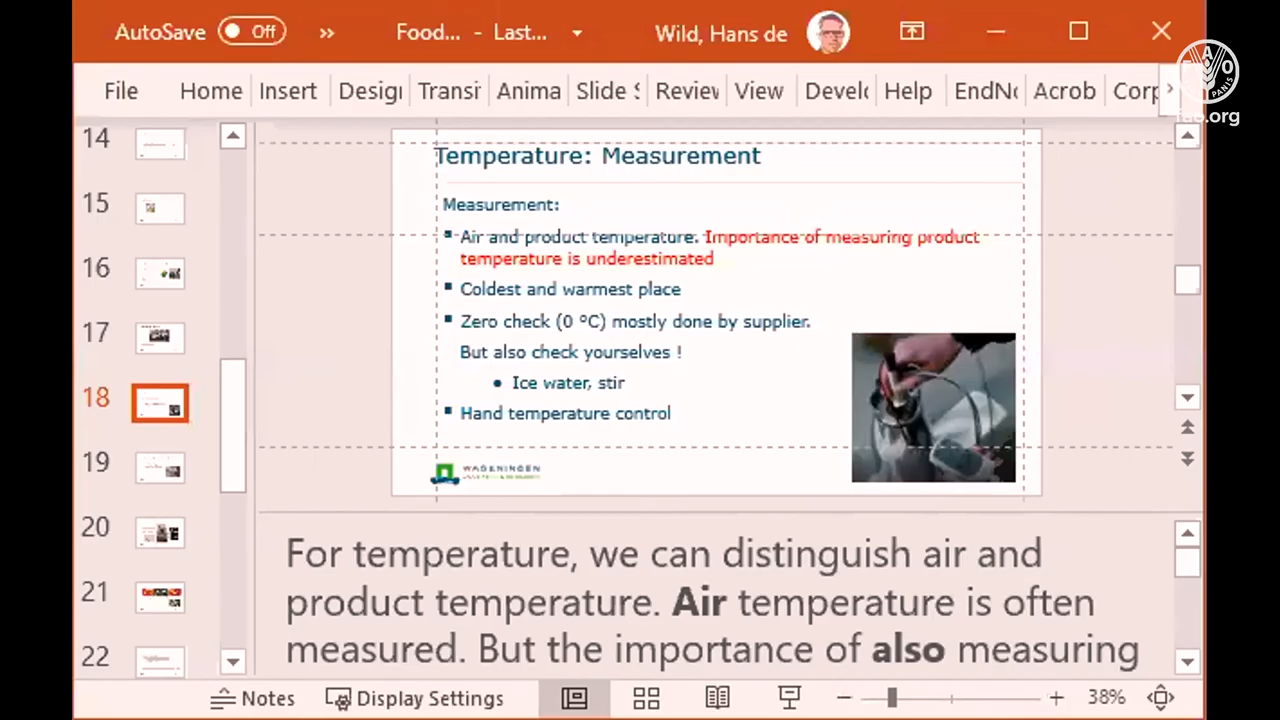 AutoSave Off » Food... - Last... Wild, Hans de
File Home Insert Design Transi Anima Slide S Review View Develo Help EndNo Acrob Corp
FAO PANIS
fao.org
14
15
16
17
18
19
20
21
22
Temperature: Measurement
Measurement:
Air and product temperature. Importance of measuring product
temperature is underestimated
Coldest and warmest place
Zero check (0 ºC) mostly done by supplier.
But also check yourselves !
Ice water, stir
Hand temperature control
WAGENINGEN
For temperature, we can distinguish air and
product temperature. Air temperature is often
measured. But the importance of also measuring
Notes Display Settings 38%